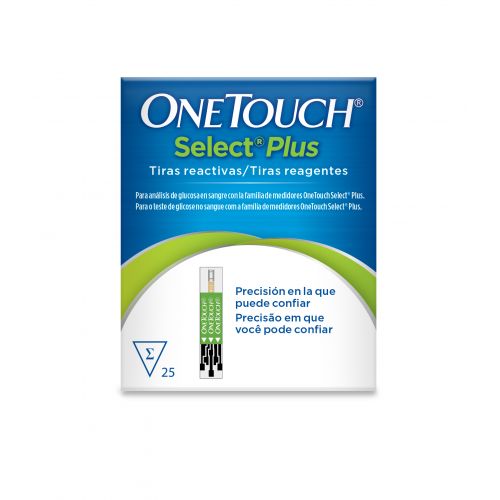 ONETOUCH®
Select® Plus
Tiras reactivas/Tiras reagentes
Para análisis de glucosa en sangre con la familia de medidores OneTouch Select® Plus.
Para o teste de glicose no sangue com a família de medidores OneTouch Select® Plus.
ONETOUCH®
Precisión en la que
puede confiar
Precisão em que
você pode confiar
Σ
25